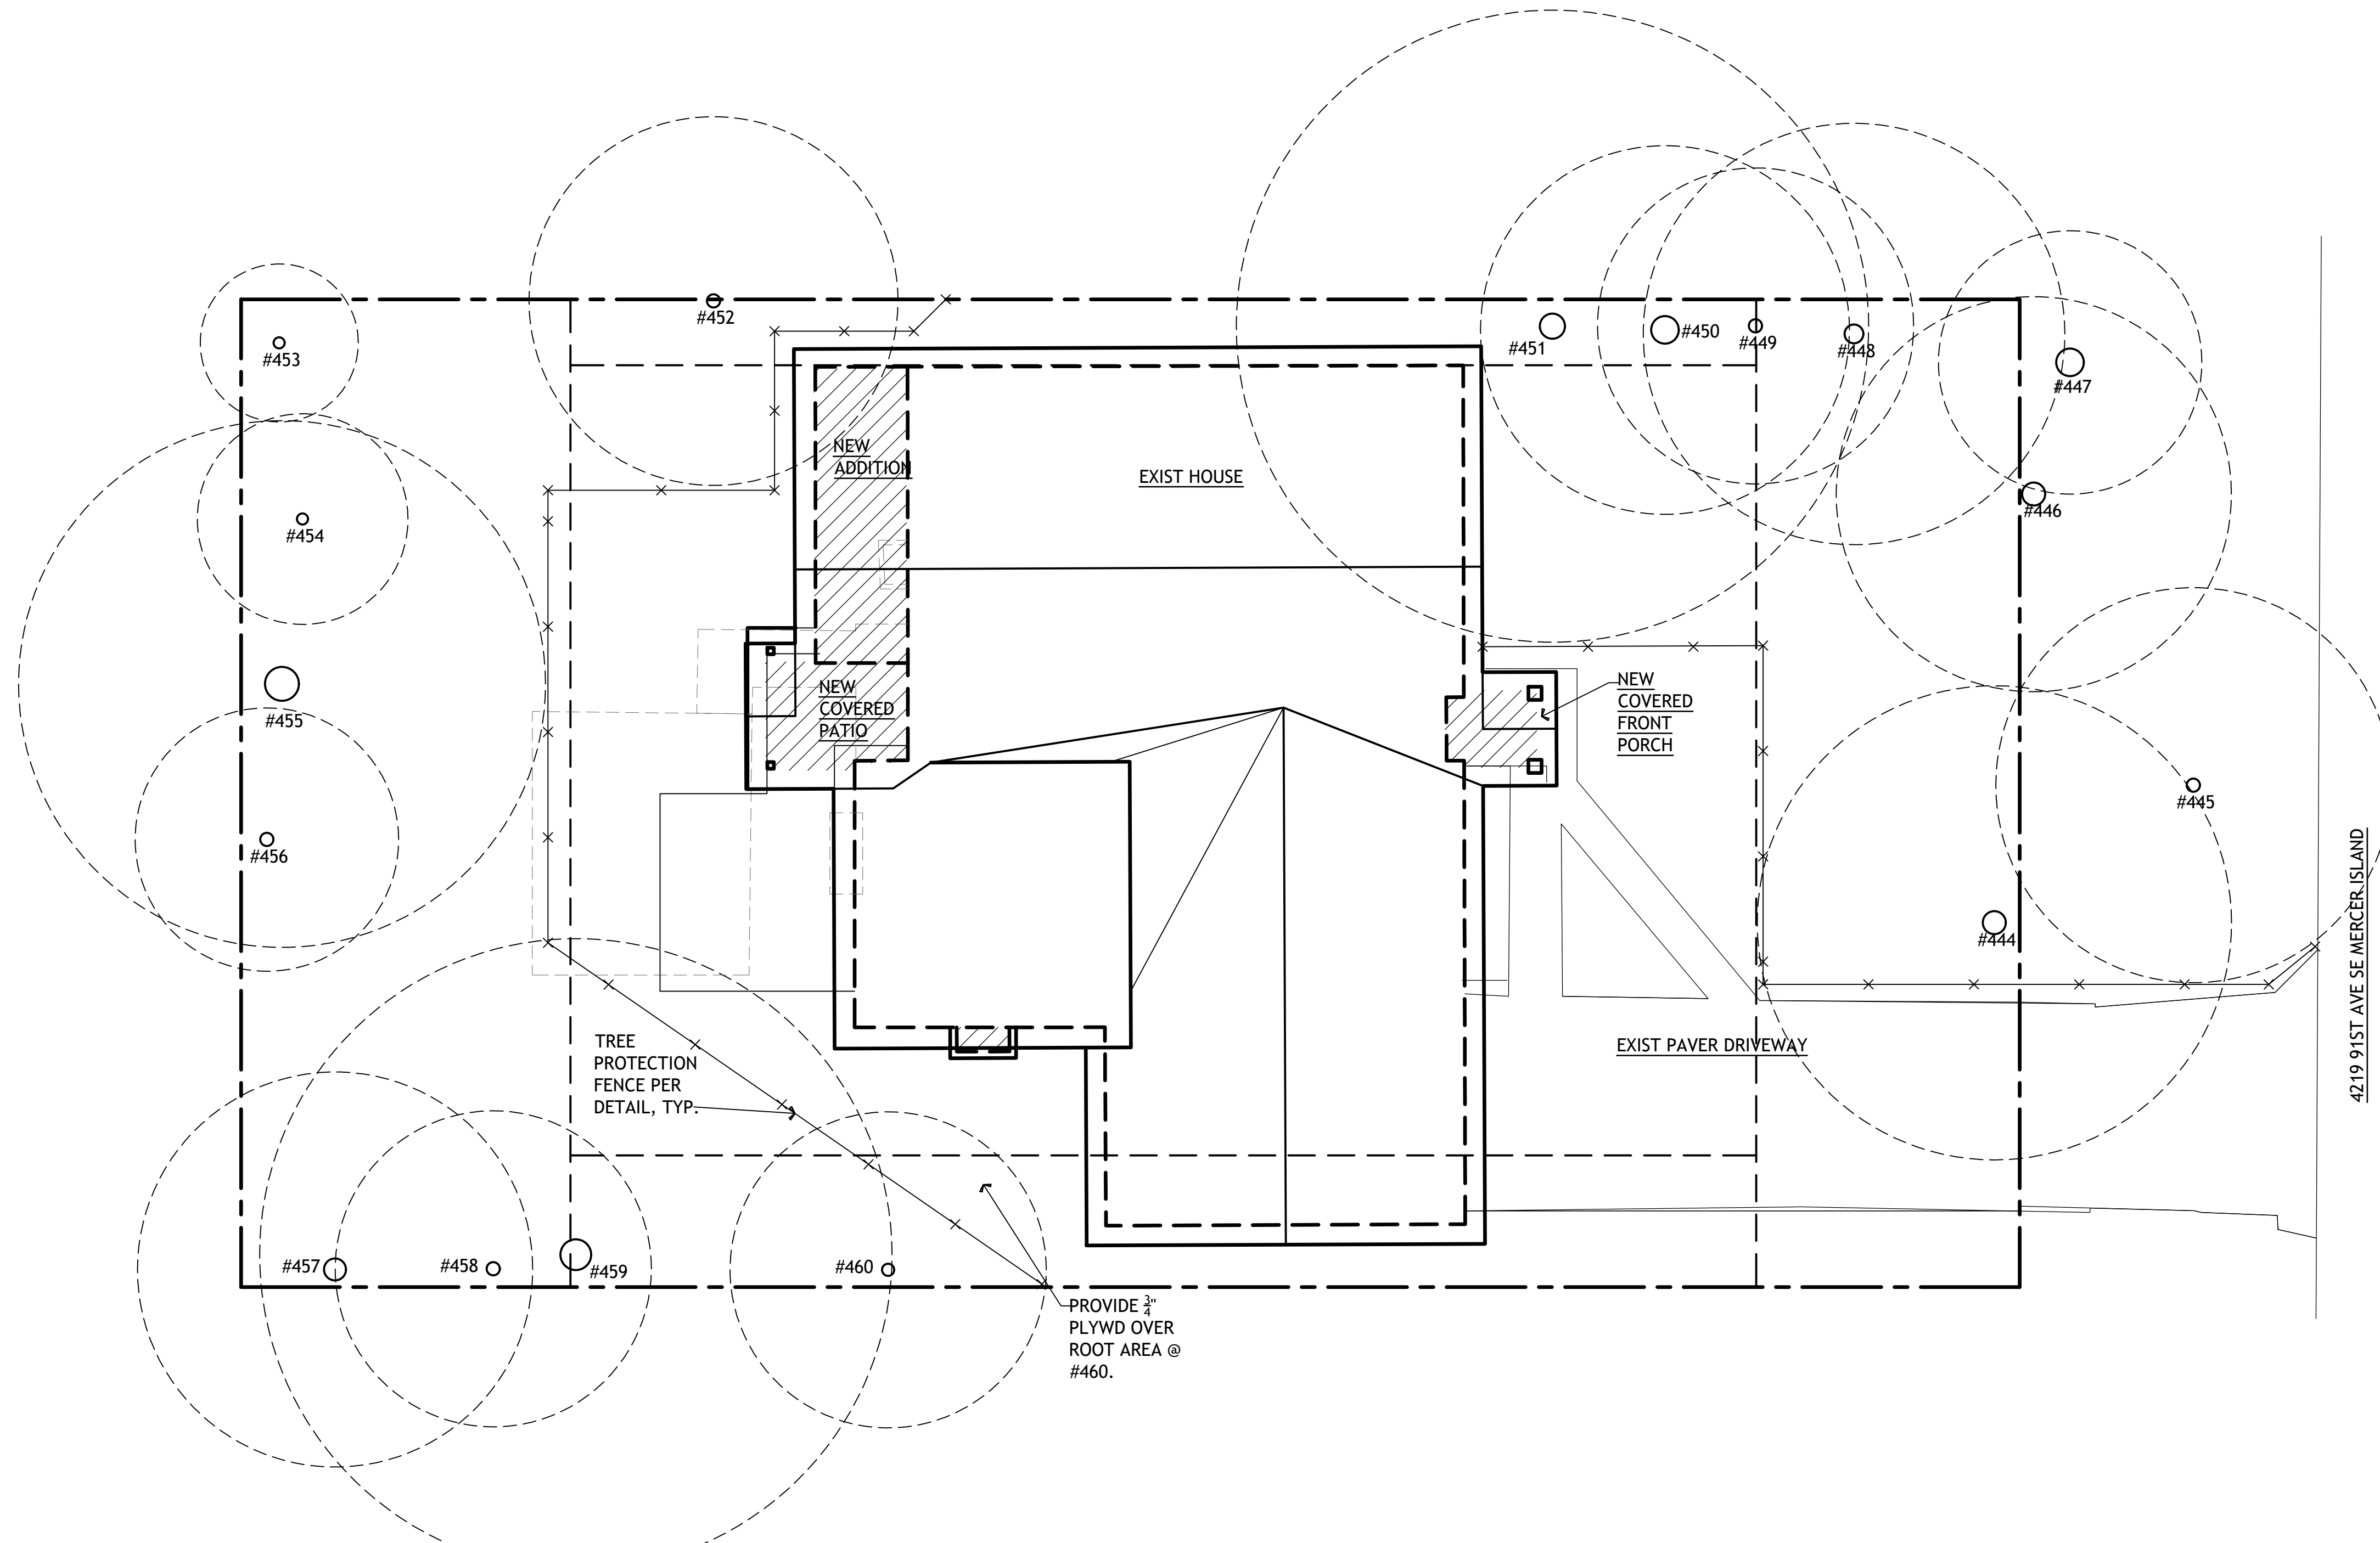 #452
#453
#451
#450
#449
#448
#447
NEW
ADDITION
EXIST HOUSE
#446
#454
NEW
COVERED
PATIO
NEW
COVERED
FRONT
PORCH
#455
#445
#456
#444
4219 91ST AVE SE MERCER ISLAND
TREE
PROTECTION
FENCE PER
DETAIL, TYP.
EXIST PAVER DRIVEWAY
#457
#458
#459
#460
PROVIDE ¾"
PLYWD OVER
ROOT AREA @
#460.